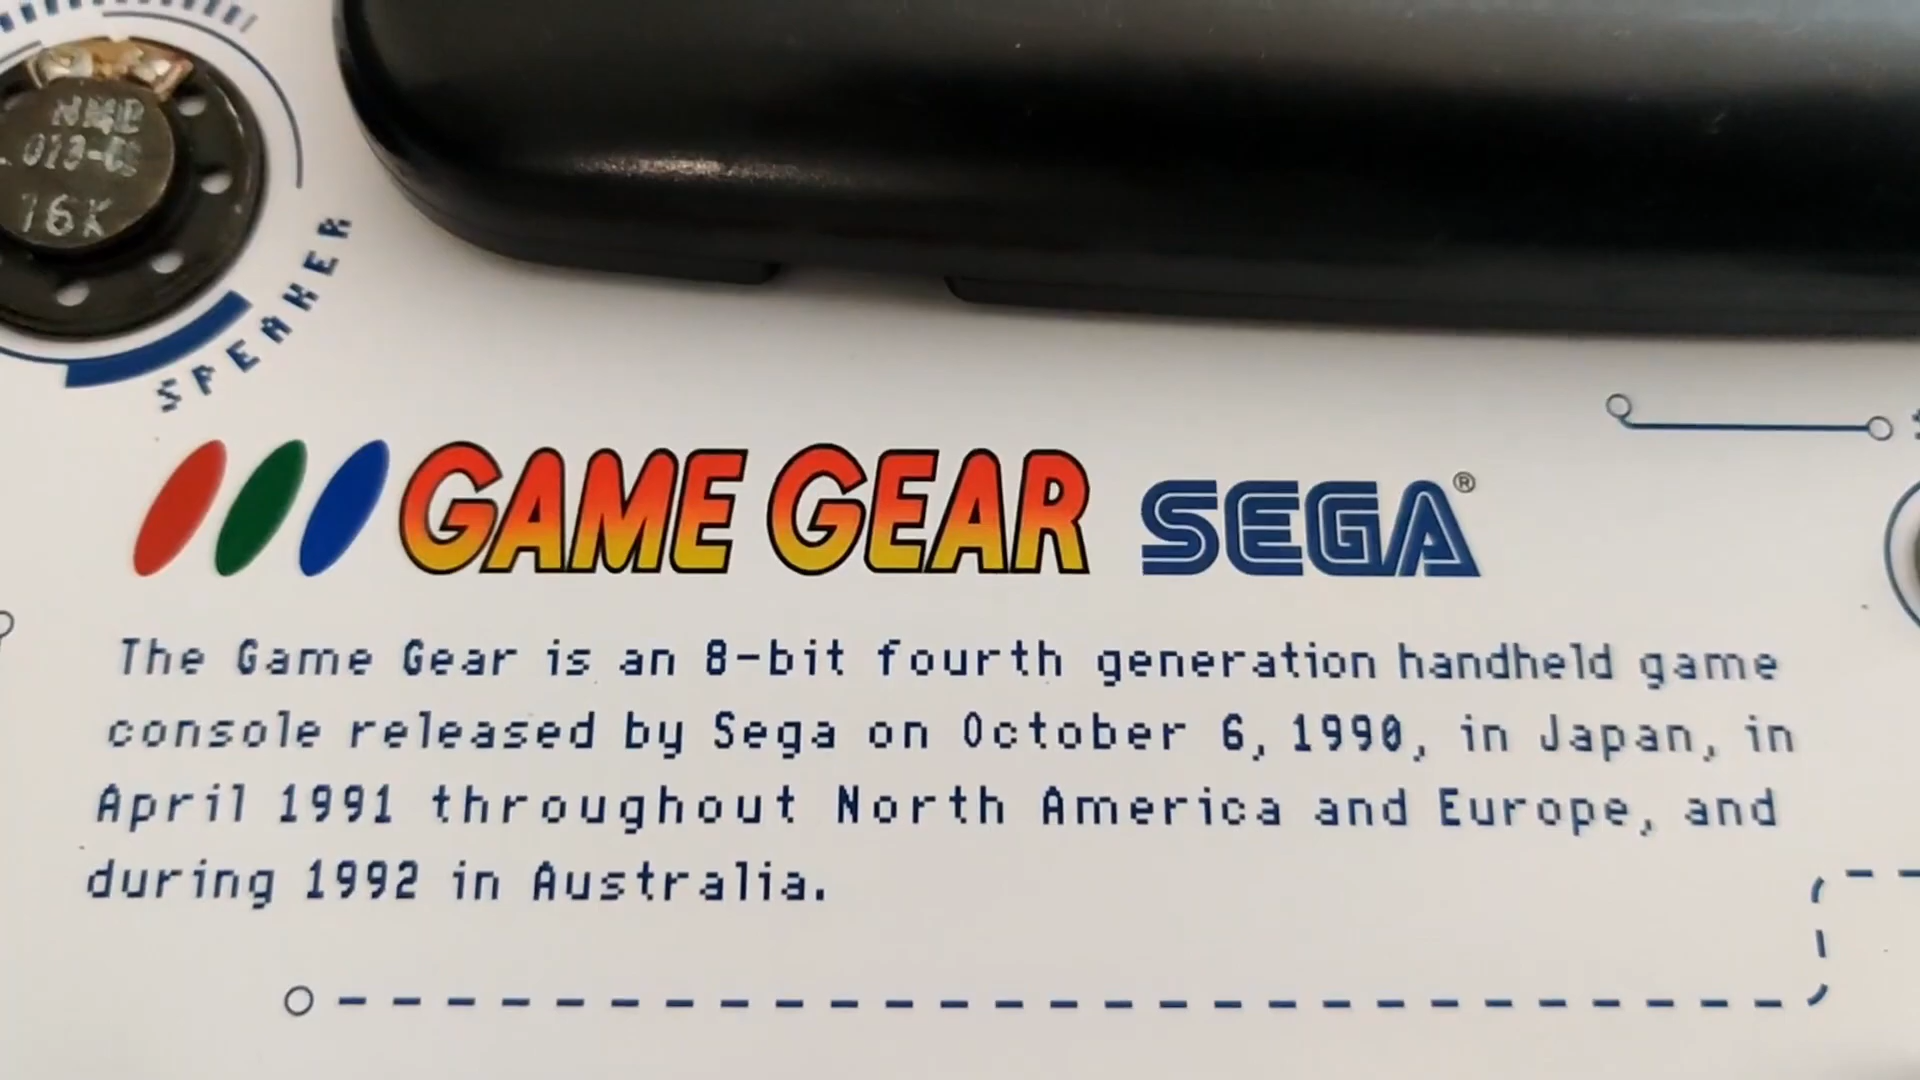 NMB
16K
SPEAKER
GAME GEAR SEGA®
The Game Gear is an 8-bit fourth generation handheld game
console released by Sega on October 6, 1990, in Japan, in
April 1991 throughout North America and Europe, and
during 1992 in Australia.